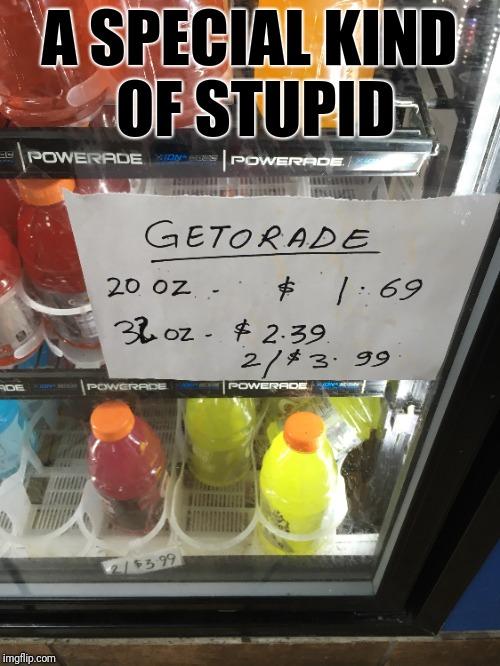 A SPECIAL KIND
OF STUPID
POWERADE ION4 POWERADE
GETORADE
20 OZ - $ 1.69
32 OZ - $ 2.39
2/$3.99
POWERADE POWERADE
2/$3.99
imgflip.com